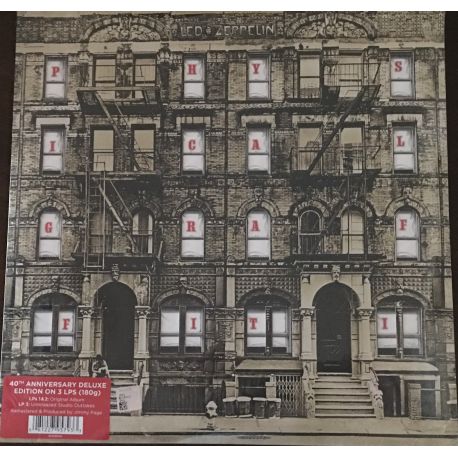 LED ZEPPELIN
P H Y S
I C A L
G R A F
F I T I
40TH ANNIVERSARY DELUXE
EDITION ON 3 LPS (180g)
LPs 1&2: Original Album
LP 3: Unreleased Studio Outtakes
Remastered & Produced by Jimmy Page